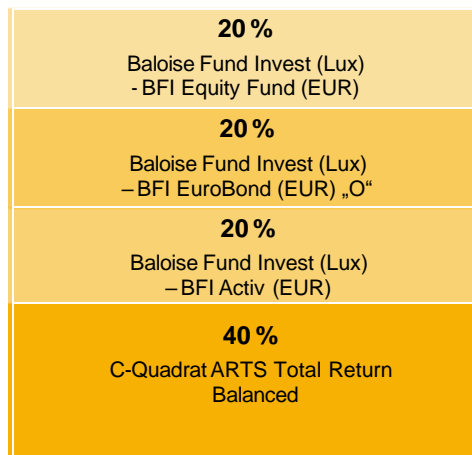 20 %
Baloise Fund Invest (Lux)
- BFI Equity Fund (EUR)
20 %
Baloise Fund Invest (Lux)
– BFI EuroBond (EUR) „O“
20 %
Baloise Fund Invest (Lux)
– BFI Activ (EUR)
40 %
C-Quadrat ARTS Total Return
Balanced